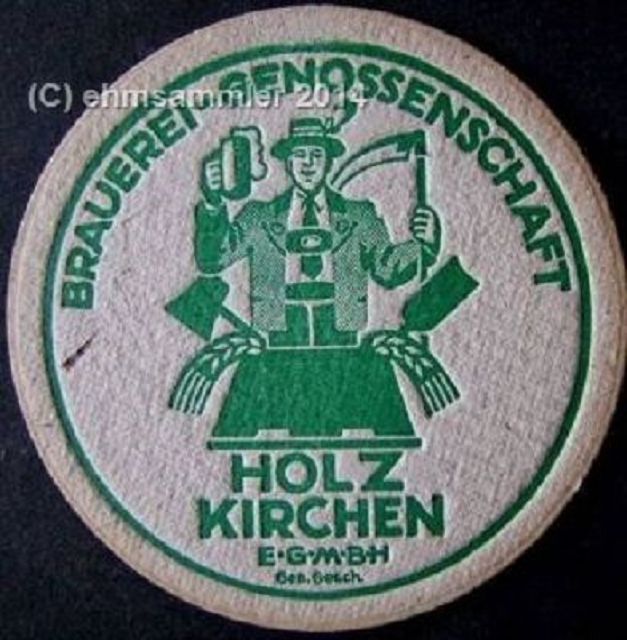 (C) ehmsammler 2014
BRAUEREI-GENOSSENSCHAFT
HOLZ
KIRCHEN
E·G·M·B·H
Ges. Gesch.